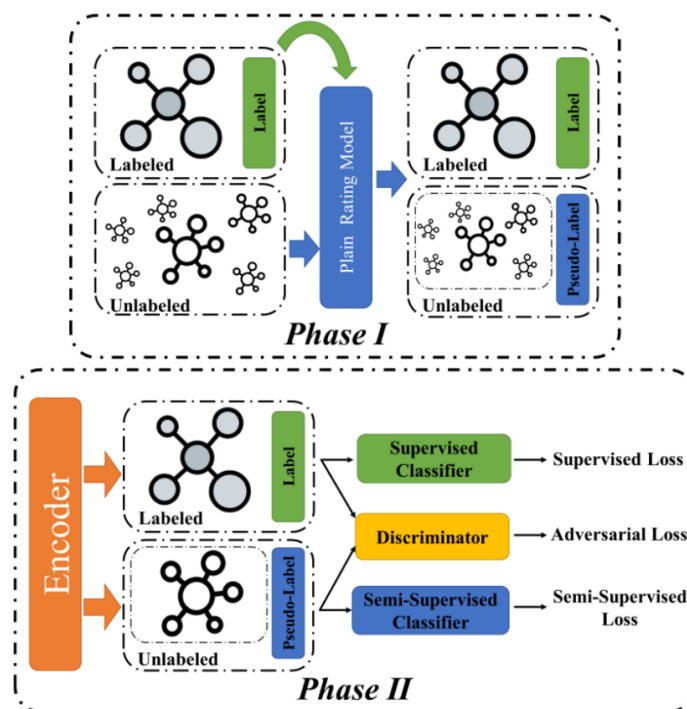 Labeled
Label
Unlabeled
Plain Rating Model
Labeled
Label
Unlabeled
Pseudo-Label
Phase I
Encoder
Labeled
Label
Unlabeled
Pseudo-Label
Supervised
Classifier
Supervised Loss
Discriminator
Adversarial Loss
Semi-Supervised
Classifier
Semi-Supervised
Loss
Phase II